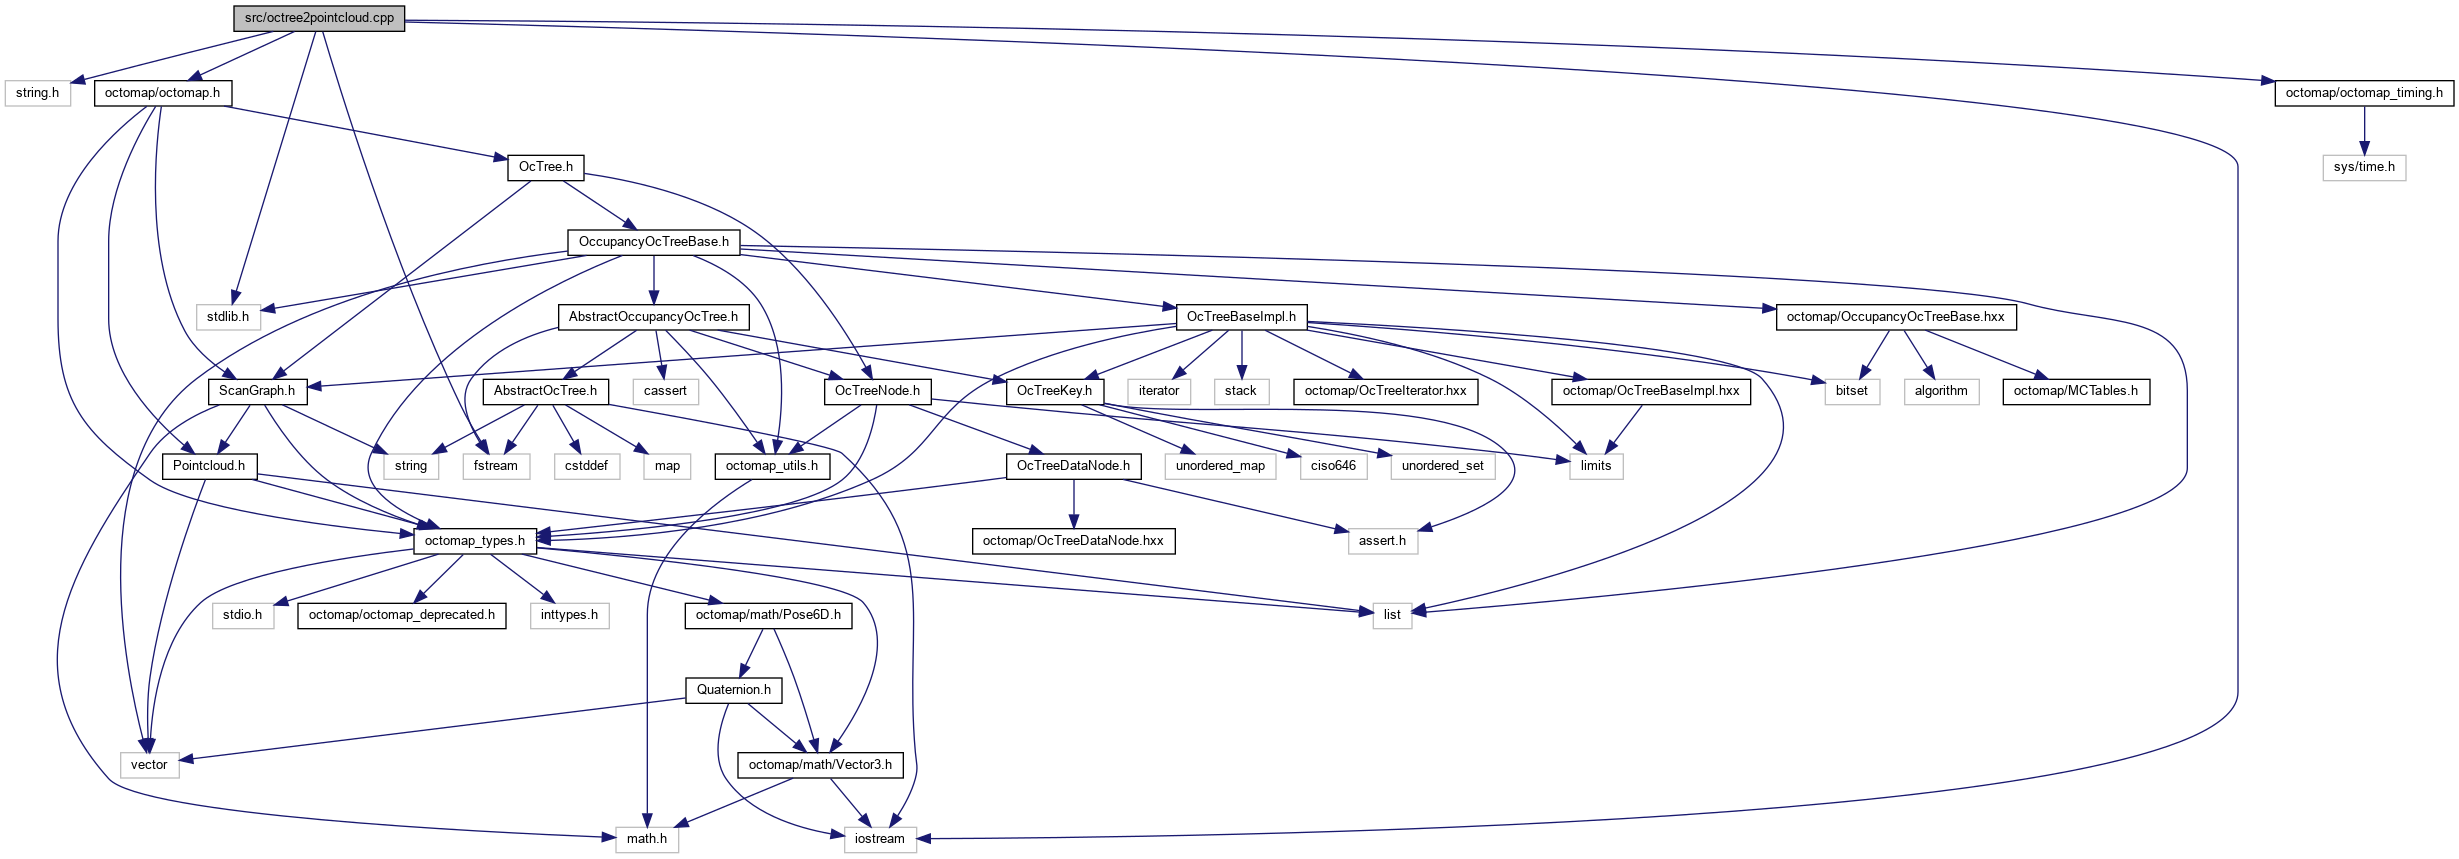 src/octree2pointcloud.cpp
string.h
octomap/octomap.h
octomap/octomap_timing.h
OcTree.h
sys/time.h
OccupancyOcTreeBase.h
stdlib.h
AbstractOccupancyOcTree.h
OcTreeBaseImpl.h
octomap/OccupancyOcTreeBase.hxx
ScanGraph.h
AbstractOcTree.h
cassert
OcTreeNode.h
OcTreeKey.h
iterator
stack
octomap/OcTreeIterator.hxx
octomap/OcTreeBaseImpl.hxx
bitset
algorithm
octomap/MCTables.h
Pointcloud.h
string
fstream
cstddef
map
octomap_utils.h
OcTreeDataNode.h
unordered_map
ciso646
unordered_set
limits
octomap_types.h
octomap/OcTreeDataNode.hxx
assert.h
stdio.h
octomap/octomap_deprecated.h
inttypes.h
octomap/math/Pose6D.h
list
Quaternion.h
vector
octomap/math/Vector3.h
math.h
iostream